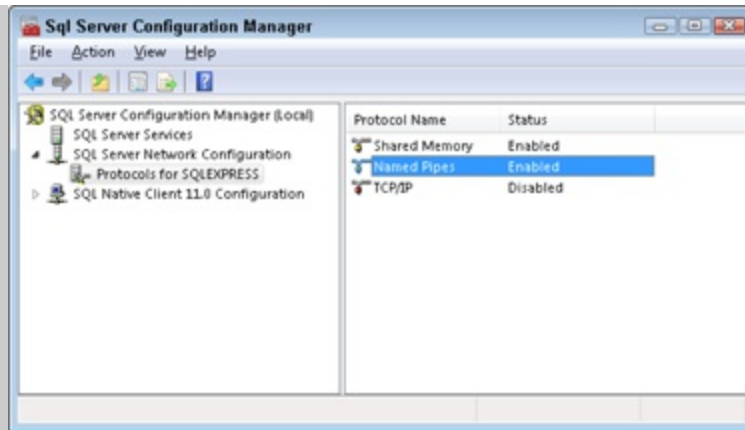 Sql Server Configuration Manager
File Action View Help
SQL Server Configuration Manager (Local)
SQL Server Services
SQL Server Network Configuration
Protocols for SQLEXPRESS
SQL Native Client 11.0 Configuration
Protocol Name Status
Shared Memory Enabled
Named Pipes Enabled
TCP/IP Disabled